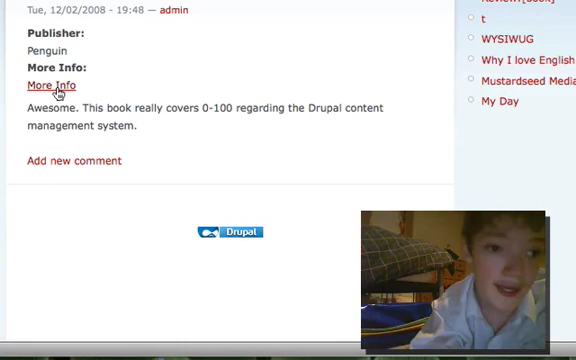 Tue, 12/02/2008 - 19:48 — admin
Publisher:
Penguin
More Info:
More Info
Awesome. This book really covers 0-100 regarding the Drupal content
management system.
Add new comment
Drupal
t
WYSIWUG
Why I love English
Mustardseed Media
My Day